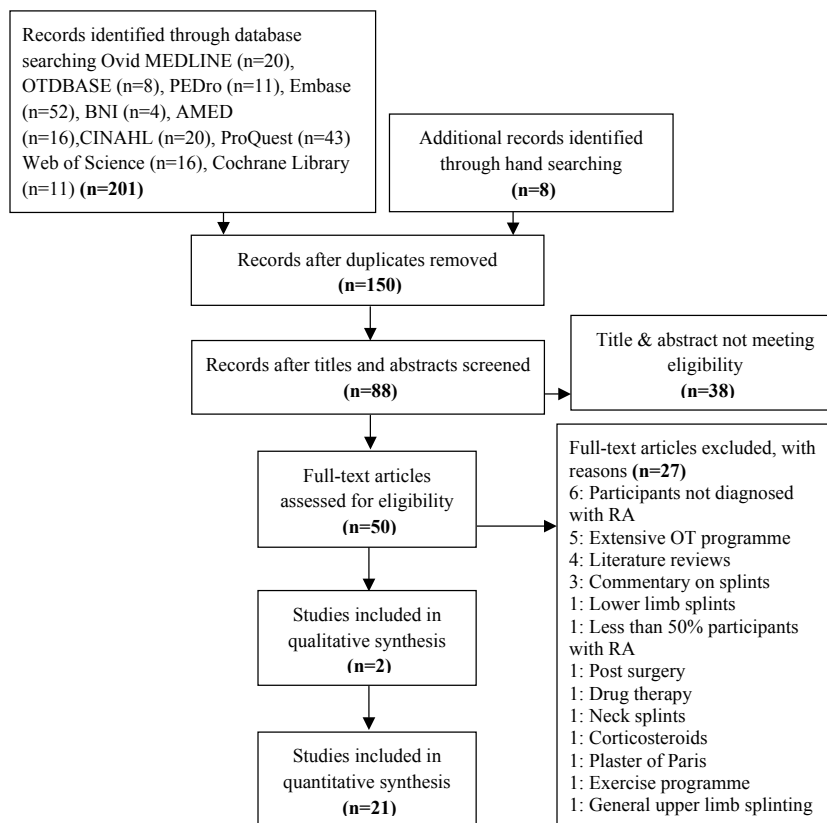 Records identified through database
searching Ovid MEDLINE (n=20),
OTDBASE (n=8), PEDro (n=11), Embase
(n=52), BNI (n=4), AMED
(n=16),CINAHL (n=20), ProQuest (n=43)
Web of Science (n=16), Cochrane Library
(n=11) (n=201)
Additional records identified
through hand searching
(n=8)
Records after duplicates removed
(n=150)
Records after titles and abstracts screened
(n=88)
Title & abstract not meeting
eligibility
(n=38)
Full-text articles
assessed for eligibility
(n=50)
Full-text articles excluded, with
reasons (n=27)
6: Participants not diagnosed
with RA
5: Extensive OT programme
4: Literature reviews
3: Commentary on splints
1: Lower limb splints
1: Less than 50% participants
with RA
1: Post surgery
1: Drug therapy
1: Neck splints
1: Corticosteroids
1: Plaster of Paris
1: Exercise programme
1: General upper limb splinting
Studies included in
qualitative synthesis
(n=2)
Studies included in
quantitative synthesis
(n=21)